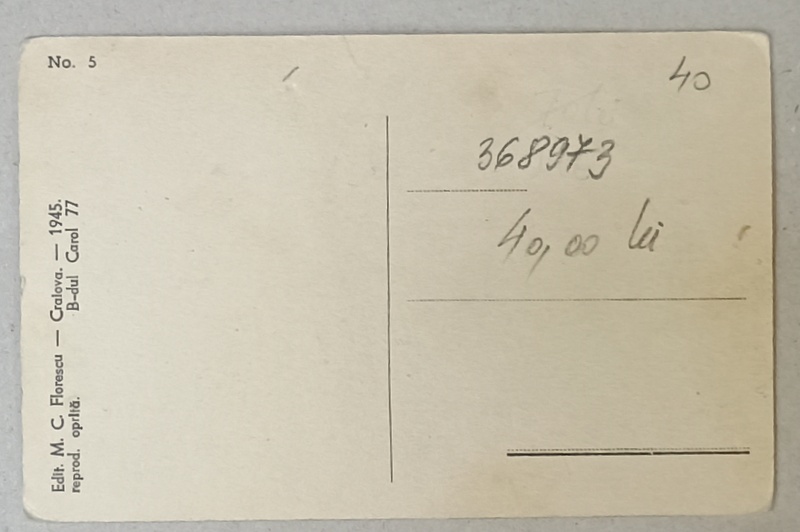 No. 5
40
368973
40,00 lei
Edit. M. C. Florescu — Craiova. — 1945.
reprod. oprită. B-dul Carol 77